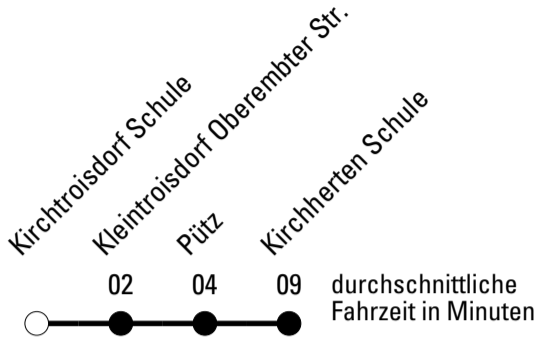 Kirchtroisdorf Schule
Kleintroisdorf Oberembter Str.
Pütz
Kirchherten Schule
02 04 09 durchschnittliche
Fahrzeit in Minuten